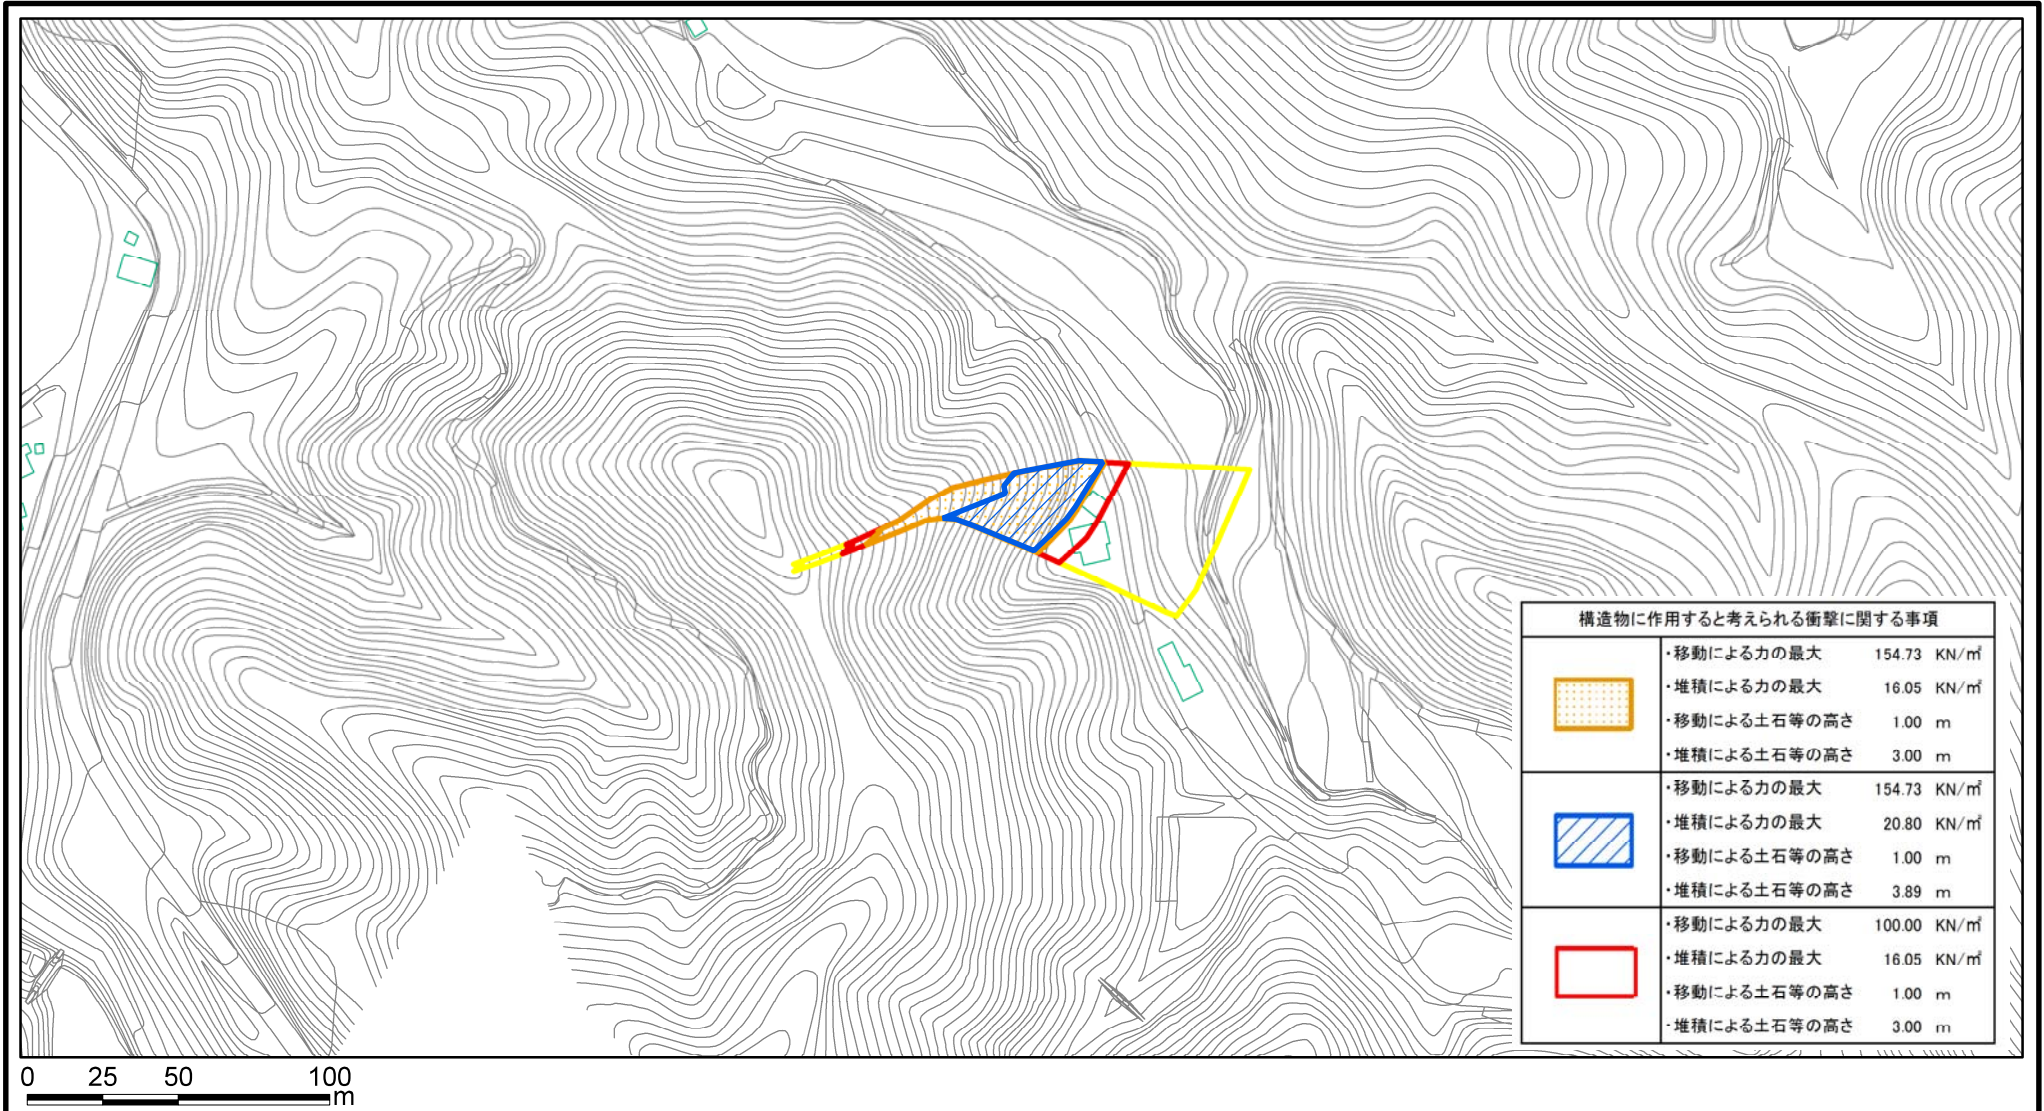 構造物に作用すると考えられる衝撃に関する事項
・移動による力の最大 154.73 KN/㎡
・堆積による力の最大 16.05 KN/㎡
・移動による土石等の高さ 1.00 m
・堆積による土石等の高さ 3.00 m
・移動による力の最大 154.73 KN/㎡
・堆積による力の最大 20.80 KN/㎡
・移動による土石等の高さ 1.00 m
・堆積による土石等の高さ 3.89 m
・移動による力の最大 100.00 KN/㎡
・堆積による力の最大 16.05 KN/㎡
・移動による土石等の高さ 1.00 m
・堆積による土石等の高さ 3.00 m
0 25 50 100
m